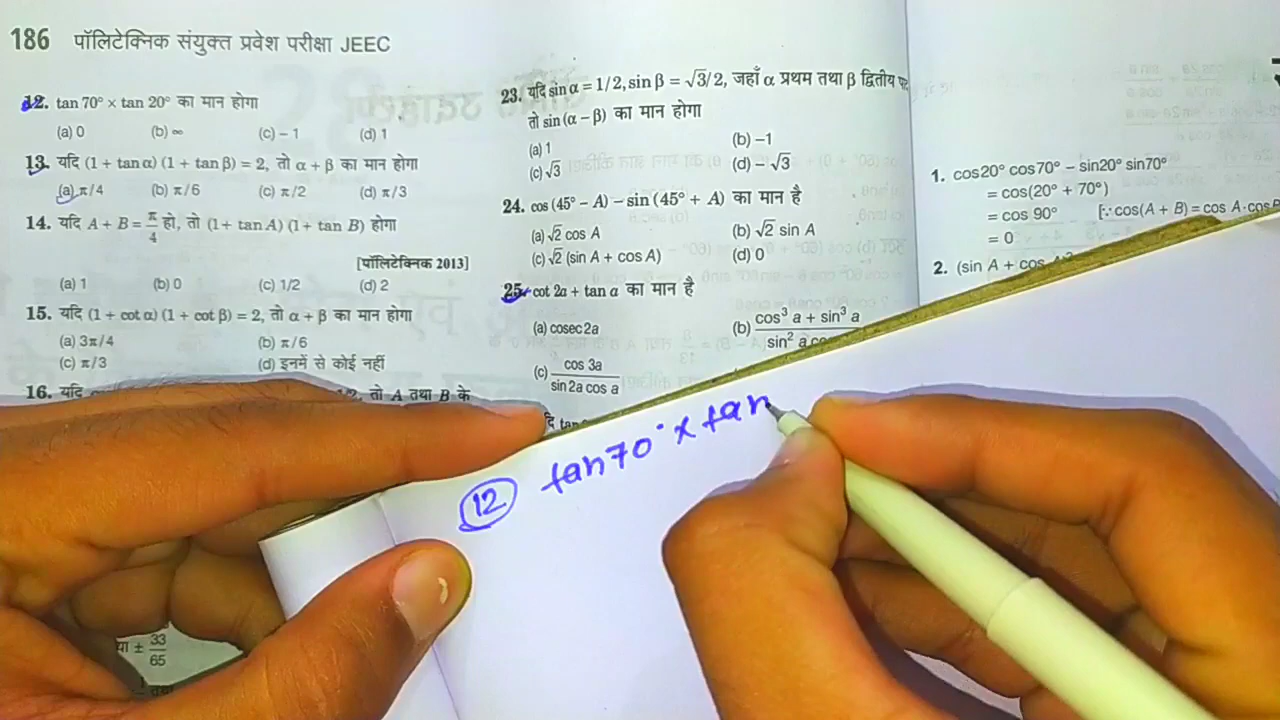 186 पॉलिटेक्निक संयुक्त प्रवेश परीक्षा JEEC
12. tan 70° × tan 20° का मान होगा
(a) 0 (b) ∞ (c) – 1 (d) 1
13. यदि (1 + tan α) (1 + tan β) = 2, तो α + β का मान होगा
(a) π/4 (b) π/6 (c) π/2 (d) π/3
14. यदि A + B = π/4 हो, तो (1 + tan A) (1 + tan B) होगा
[पॉलिटेक्निक 2013]
(a) 1 (b) 0 (c) 1/2 (d) 2
15. यदि (1 + cot α) (1 + cot β) = 2, तो α + β का मान होगा
(a) 3π/4 (b) π/6
(c) π/3 (d) इनमें से कोई नहीं
16. यदि
तो A तथा B के
या ± 33/65
23. यदि sin α = 1/2, sin β = √3/2, जहाँ α प्रथम तथा β द्वितीय
तो sin (α – β) का मान होगा
(a) 1 (b) –1
(c) √3 (d) – √3
24. cos (45° – A) – sin (45° + A) का मान है
(a) √2 cos A (b) √2 sin A
(c) √2 (sin A + cos A) (d) 0
25. cot 2a + tan a का मान है
(a) cosec 2a (b) cos³ a + sin³ a / sin² a
(c) cos 3a / sin 2a cos a
1. cos20° cos70° – sin20° sin70°
= cos(20° + 70°)
= cos 90° [∵ cos(A + B) = cos A · cos B
= 0
2. (sin A + cos
(12) tan70° × tan